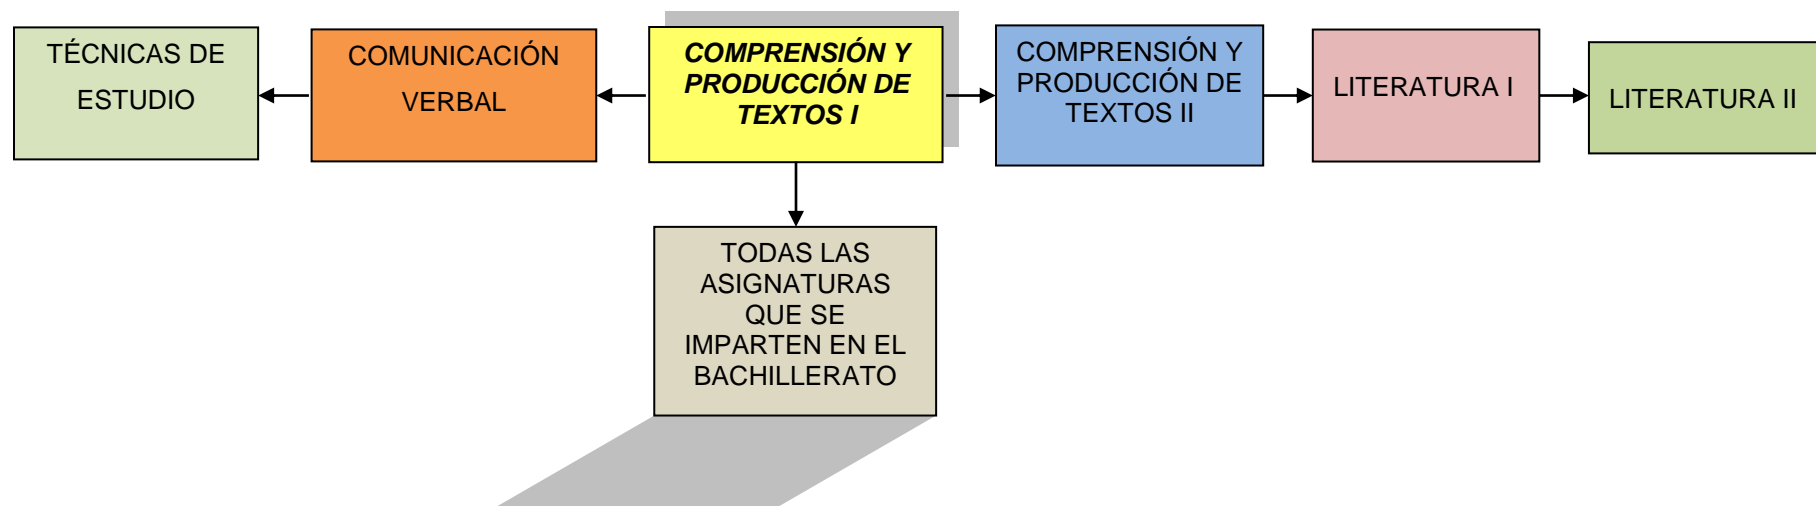 TÉCNICAS DE
ESTUDIO
COMUNICACIÓN
VERBAL
COMPRENSIÓN Y
PRODUCCIÓN DE
TEXTOS I
COMPRENSIÓN Y
PRODUCCIÓN DE
TEXTOS II
LITERATURA I
LITERATURA II
TODAS LAS
ASIGNATURAS
QUE SE
IMPARTEN EN EL
BACHILLERATO